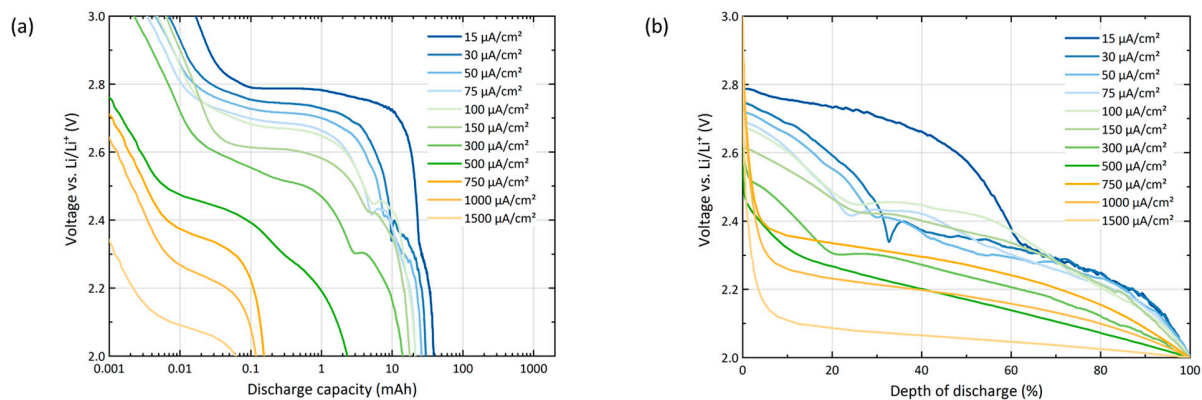 (a)
3.0
2.8
2.6
2.4
2.2
2.0
Voltage vs. Li/Li⁺ (V)
15 µA/cm²
30 µA/cm²
50 µA/cm²
75 µA/cm²
100 µA/cm²
150 µA/cm²
300 µA/cm²
500 µA/cm²
750 µA/cm²
1000 µA/cm²
1500 µA/cm²
0.001 0.01 0.1 1 10 100 1000
Discharge capacity (mAh)
(b)
3.0
2.8
2.6
2.4
2.2
2.0
Voltage vs. Li/Li⁺ (V)
15 µA/cm²
30 µA/cm²
50 µA/cm²
75 µA/cm²
100 µA/cm²
150 µA/cm²
300 µA/cm²
500 µA/cm²
750 µA/cm²
1000 µA/cm²
1500 µA/cm²
0 20 40 60 80 100
Depth of discharge (%)